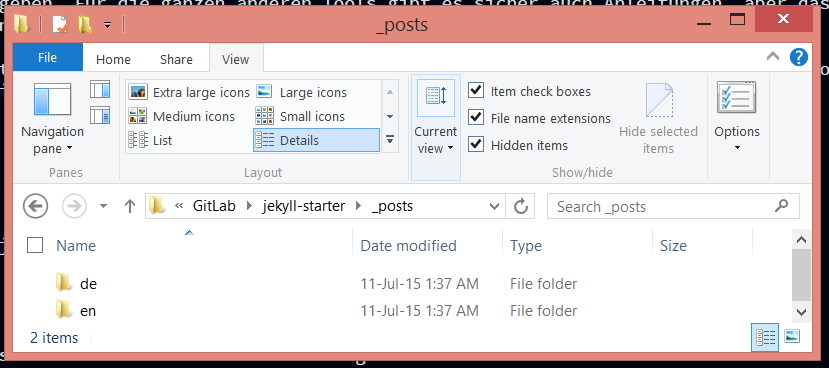 geben. Für die ganzen anderen Tools gibt es sicher auch Anleitungen, aber das
_posts
File Home Share View
Extra large icons Large icons
Medium icons Small icons
List Details
Navigation pane
Current view
Item check boxes
File name extensions
Hidden items
Hide selected items
Options
Panes Layout Show/hide
« GitLab jekyll-starter _posts
Search _posts
Name Date modified Type Size
de 11-Jul-15 1:37 AM File folder
en 11-Jul-15 1:37 AM File folder
2 items